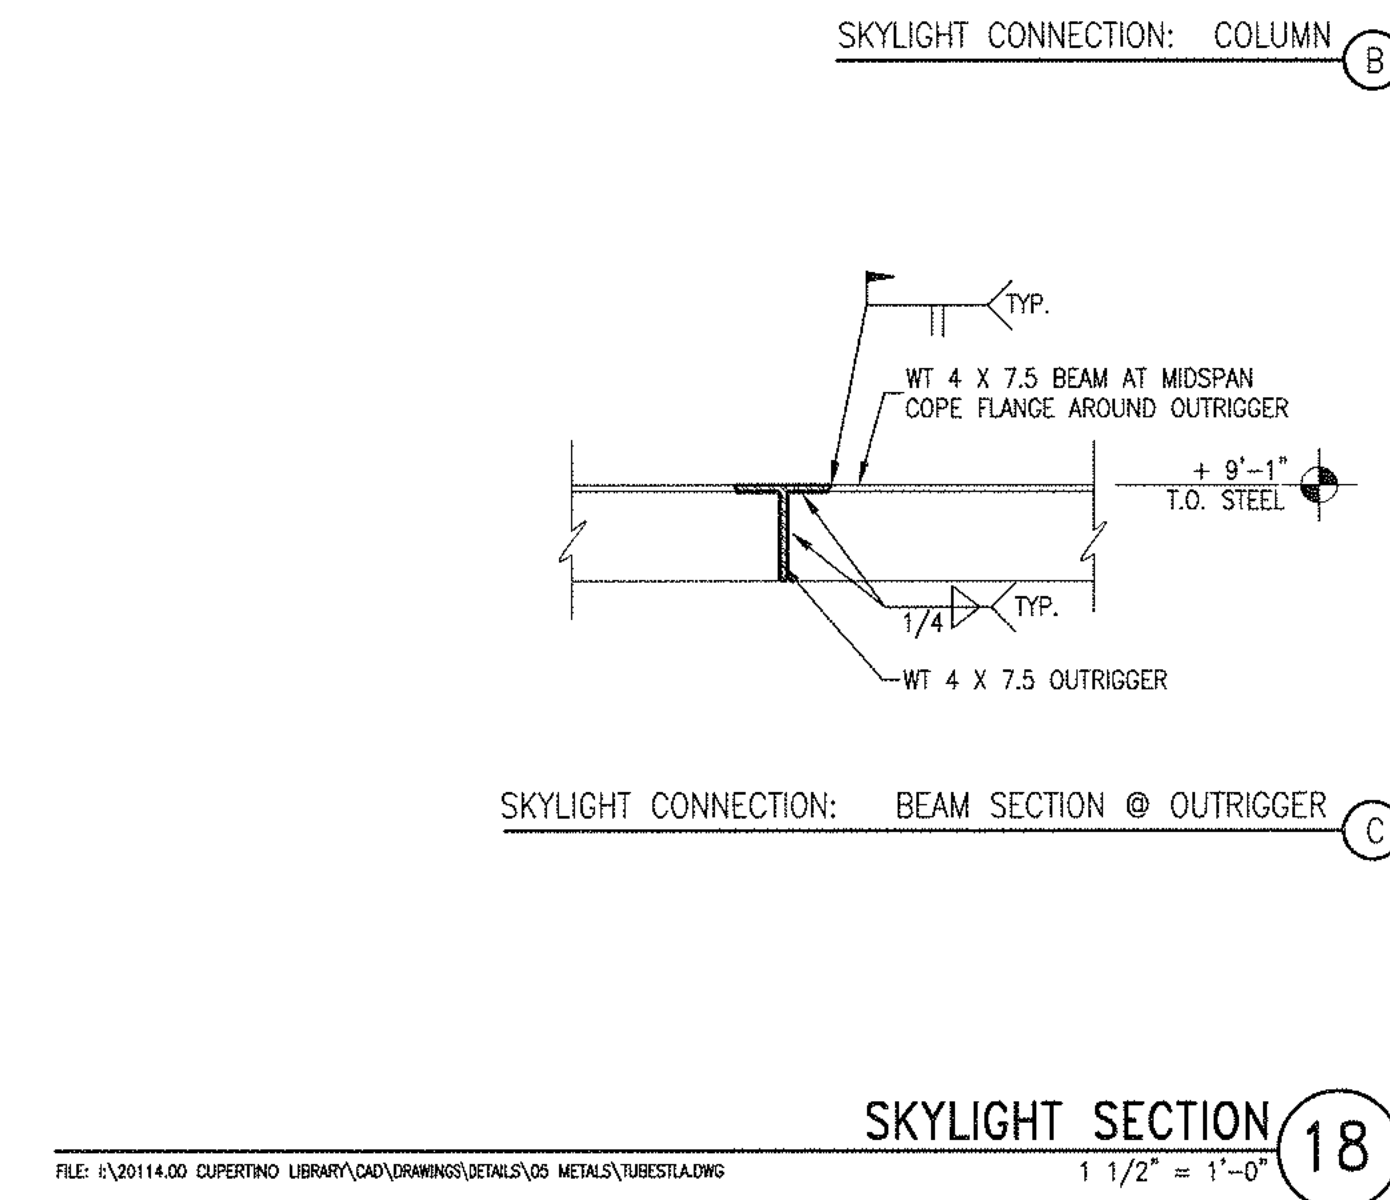 SKYLIGHT CONNECTION: COLUMN
B
TYP.
WT 4 X 7.5 BEAM AT MIDSPAN
COPE FLANGE AROUND OUTRIGGER
+ 9'-1"
T.O. STEEL
1/4 TYP.
WT 4 X 7.5 OUTRIGGER
SKYLIGHT CONNECTION: BEAM SECTION @ OUTRIGGER
C
SKYLIGHT SECTION
18
FILE: I:\20114.00 CUPERTINO LIBRARY\CAD\DRAWINGS\DETAILS\05 METALS\TUBESTLA.DWG
1 1/2" = 1'-0"